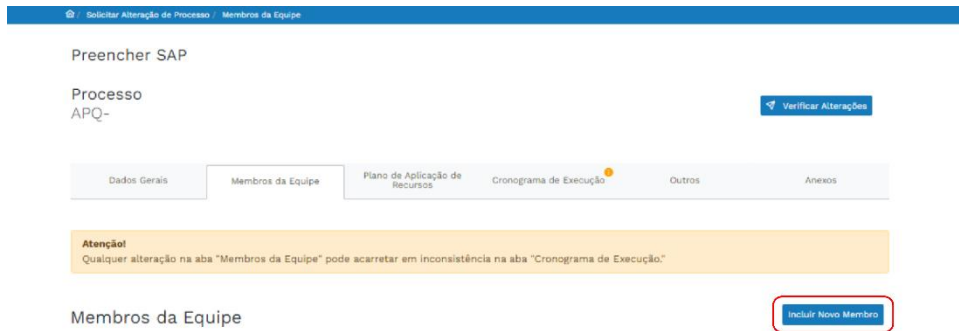 Solicitar Alteração de Processo / Membros da Equipe
Preencher SAP
Processo
APQ-
Verificar Alterações
Dados Gerais
Membros da Equipe
Plano de Aplicação de
Recursos
Cronograma de Execução
Outros
Anexos
Atenção!
Qualquer alteração na aba "Membros da Equipe" pode acarretar em inconsistência na aba "Cronograma de Execução."
Membros da Equipe
Incluir Novo Membro